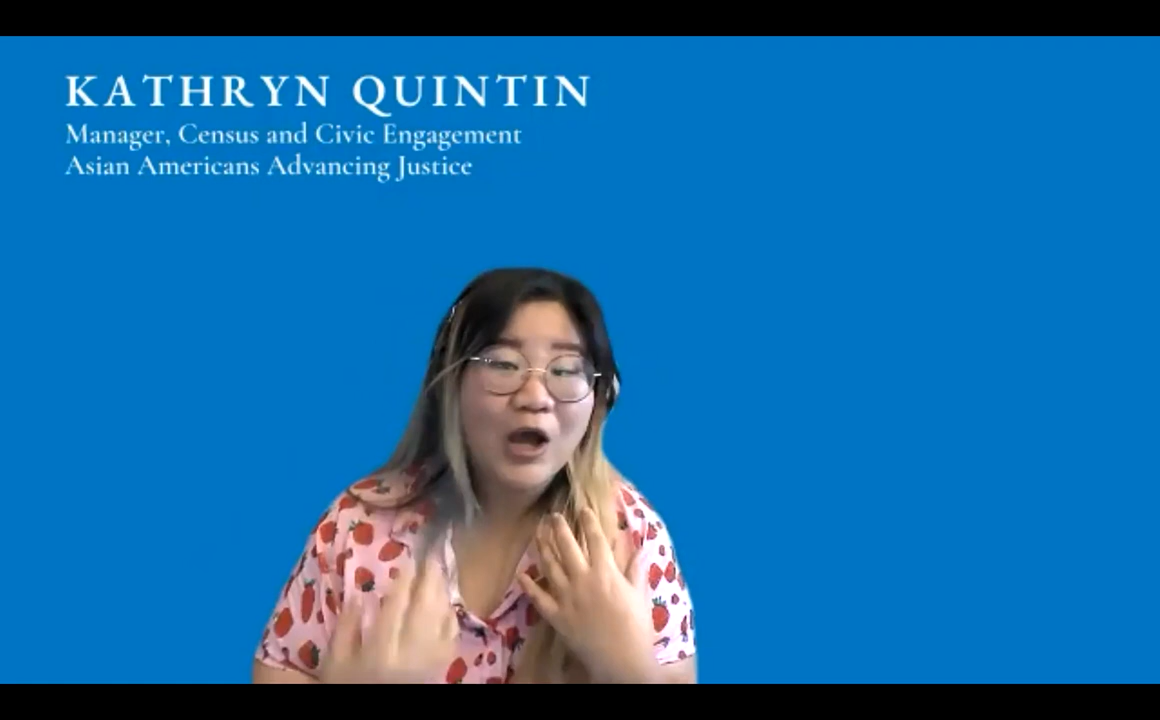 KATHRYN QUINTIN
Manager, Census and Civic Engagement
Asian Americans Advancing Justice